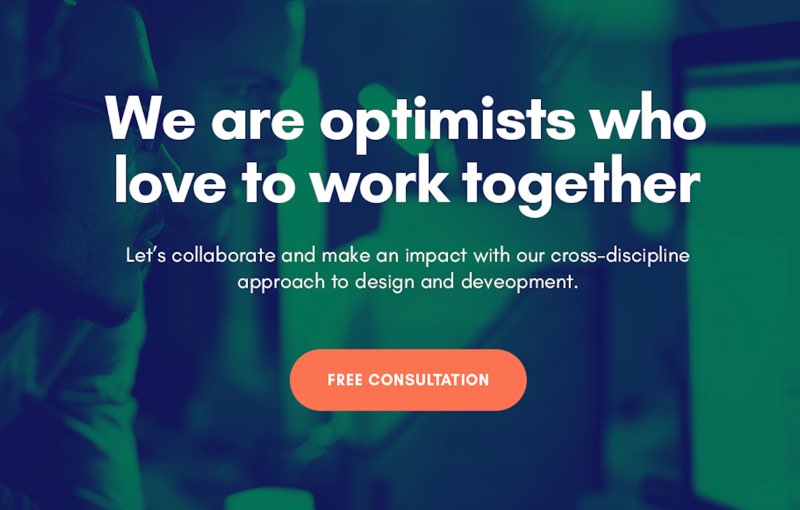 We are optimists who
love to work together
Let's collaborate and make an impact with our cross-discipline
approach to design and deveopment.
FREE CONSULTATION